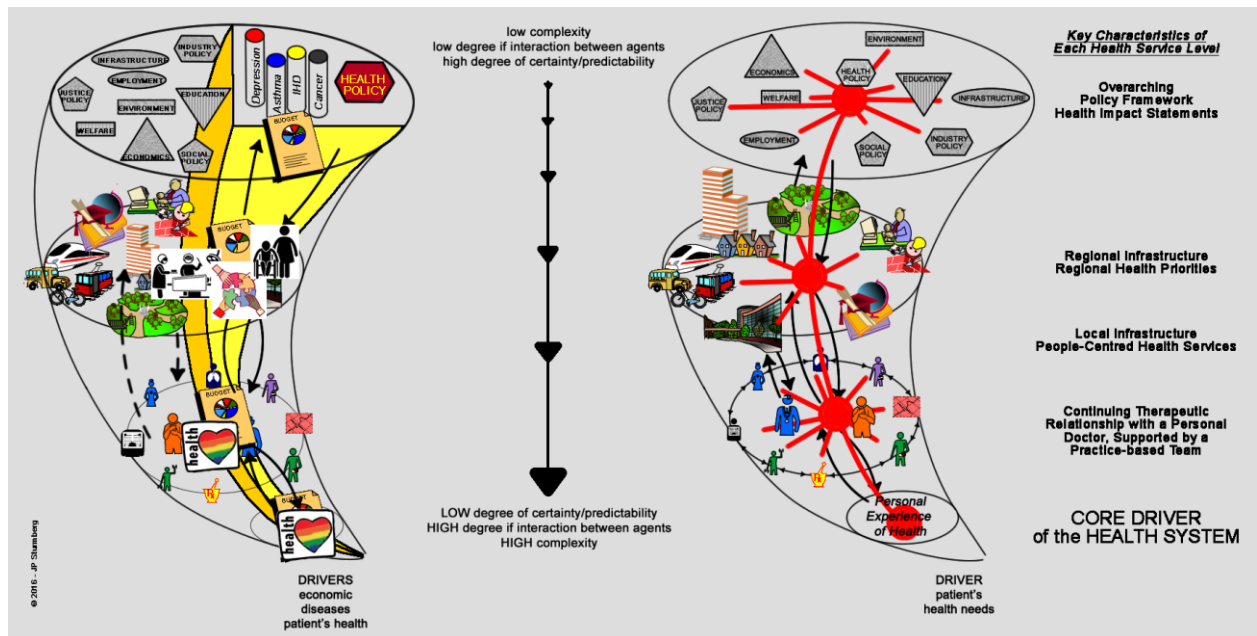 INDUSTRY
POLICY
INFRASTRUCTURE
EMPLOYMENT
JUSTICE
POLICY
ENVIRONMENT
EDUCATION
WELFARE
ECONOMICS
SOCIAL
POLICY
Depression
Asthma
IHD
Cancer
HEALTH
POLICY
BUDGET
BUDGET
BUDGET
health
BUDGET
health
DRIVERS
economic
diseases
patient's health
© 2016 - JP Sturmberg
low complexity
low degree if interaction between agents
high degree of certainty/predictability
LOW degree of certainty/predictability
HIGH degree if interaction between agents
HIGH complexity
ENVIRONMENT
ECONOMICS
HEALTH
POLICY
EDUCATION
JUSTICE
POLICY
WELFARE
INFRASTRUCTURE
EMPLOYMENT
SOCIAL
POLICY
INDUSTRY
POLICY
Personal
Experience
of Health
DRIVER
patient's
health needs
Key Characteristics of
Each Health Service Level
Overarching
Policy Framework
Health Impact Statements
Regional Infrastructure
Regional Health Priorities
Local Infrastructure
People-Centred Health Services
Continuing Therapeutic
Relationship with a Personal
Doctor, Supported by a
Practice-based Team
CORE DRIVER
of the HEALTH SYSTEM